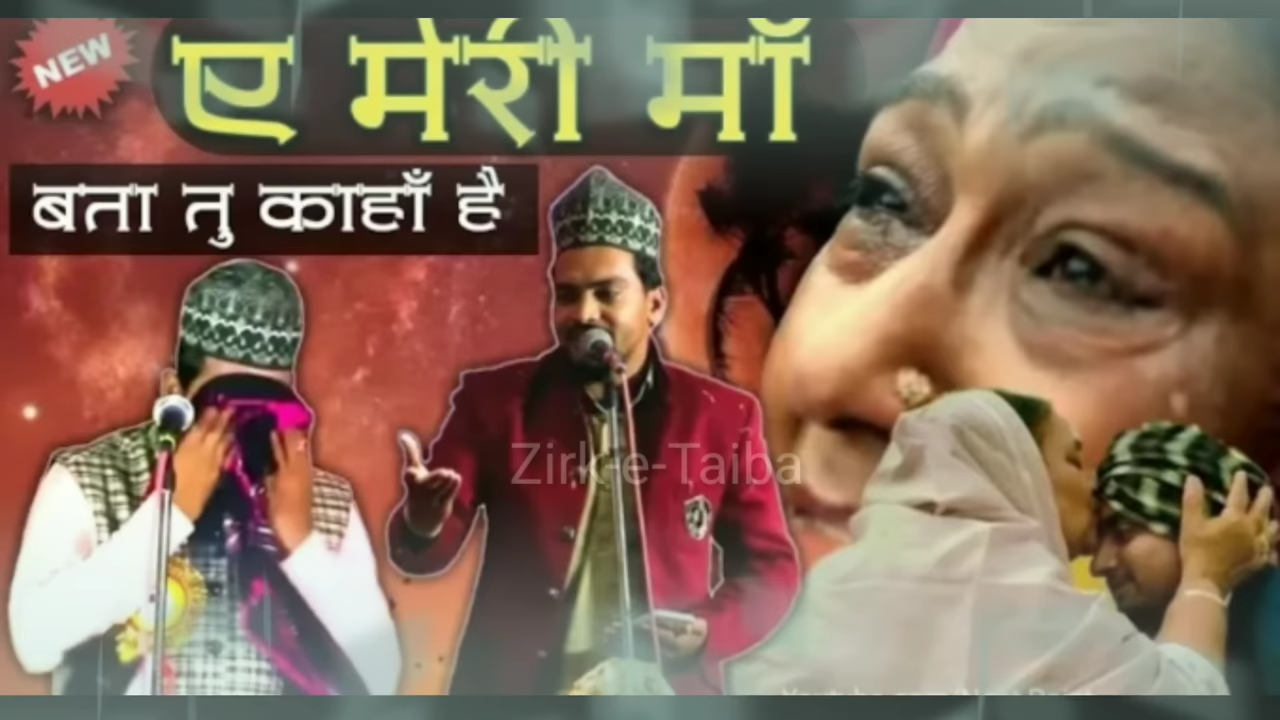 NEW
ए मेरी माँ
बता तु काहाँ है
Zirk-e-Taiba